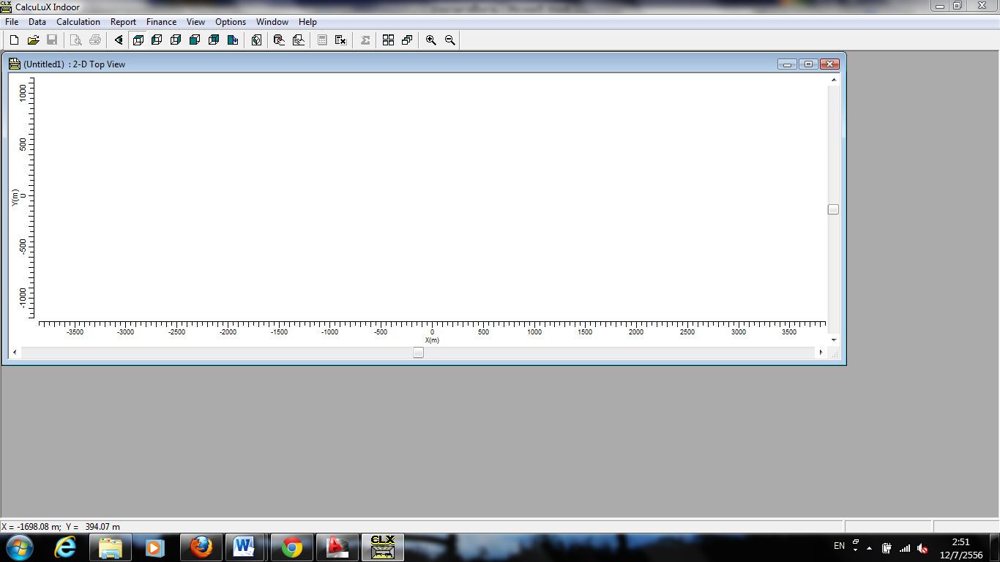 CalcuLuX Indoor
File Data Calculation Report Finance View Options Window Help
(Untitled1) : 2-D Top View
1000
500
0
-500
-1000
Y(m)
-3500 -3000 -2500 -2000 -1500 -1000 -500 0 500 1000 1500 2000 2500 3000 3500
X(m)
X = -1698.08 m; Y = 394.07 m
CLX
EN
2:51
12/7/2556